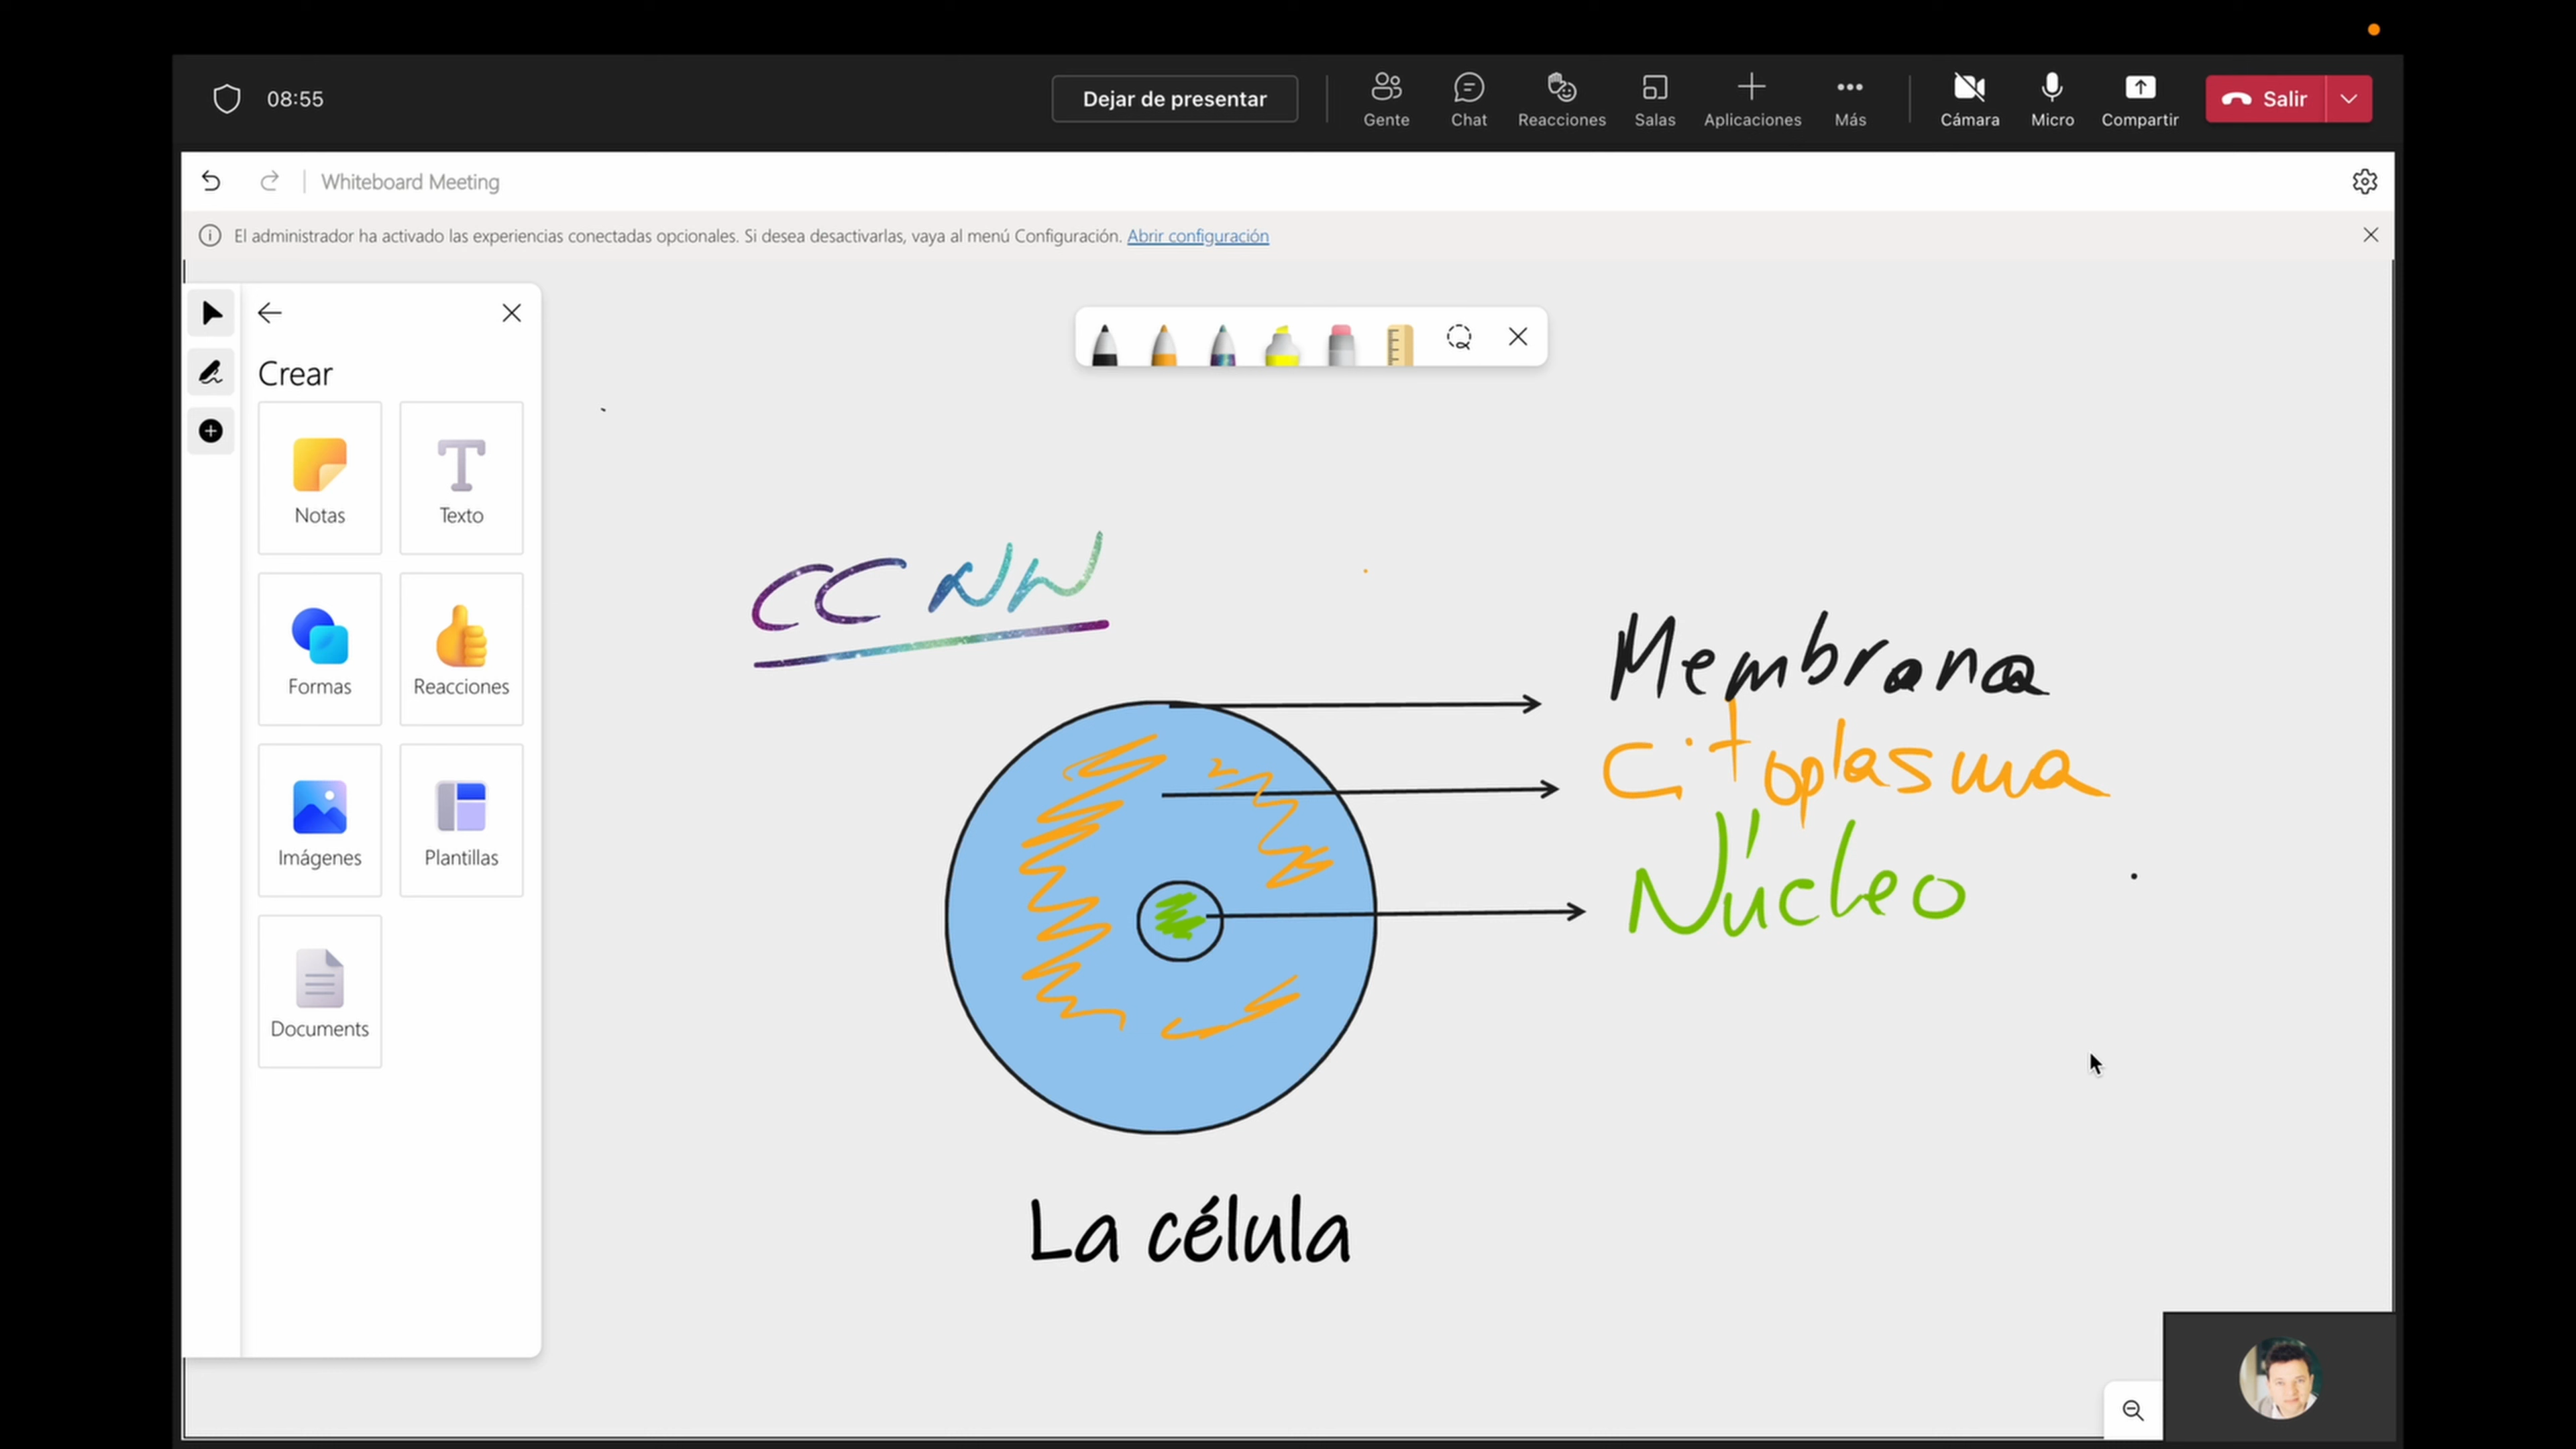 08:55
Dejar de presentar
Gente
Chat
Reacciones
Salas
Aplicaciones
Más
Cámara
Micro
Compartir
Salir
Whiteboard Meeting
El administrador ha activado las experiencias conectadas opcionales. Si desea desactivarlas, vaya al menú Configuración. Abrir configuración
Crear
Notas
Texto
Formas
Reacciones
Imágenes
Plantillas
Documents
CC NN
Membrana
Citoplasma
Núcleo
La célula